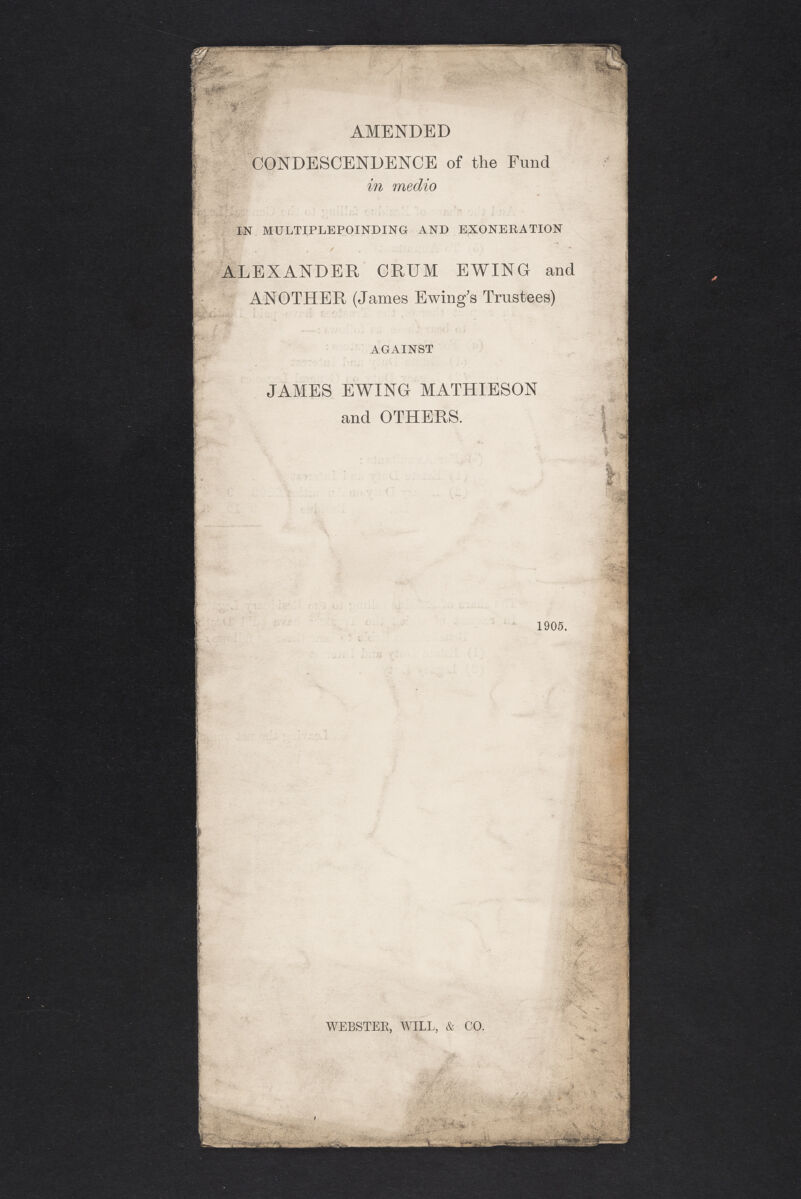 AMENDED
CONDESCENDENCE of the Fund
in medio
IN MULTIPLEPOINDING AND EXONERATION
ALEXANDER CRUM EWING and
ANOTHER (James Ewing's Trustees)
AGAINST
JAMES EWING MATHIESON
and OTHERS.
1905.
WEBSTER, WILL, & CO.